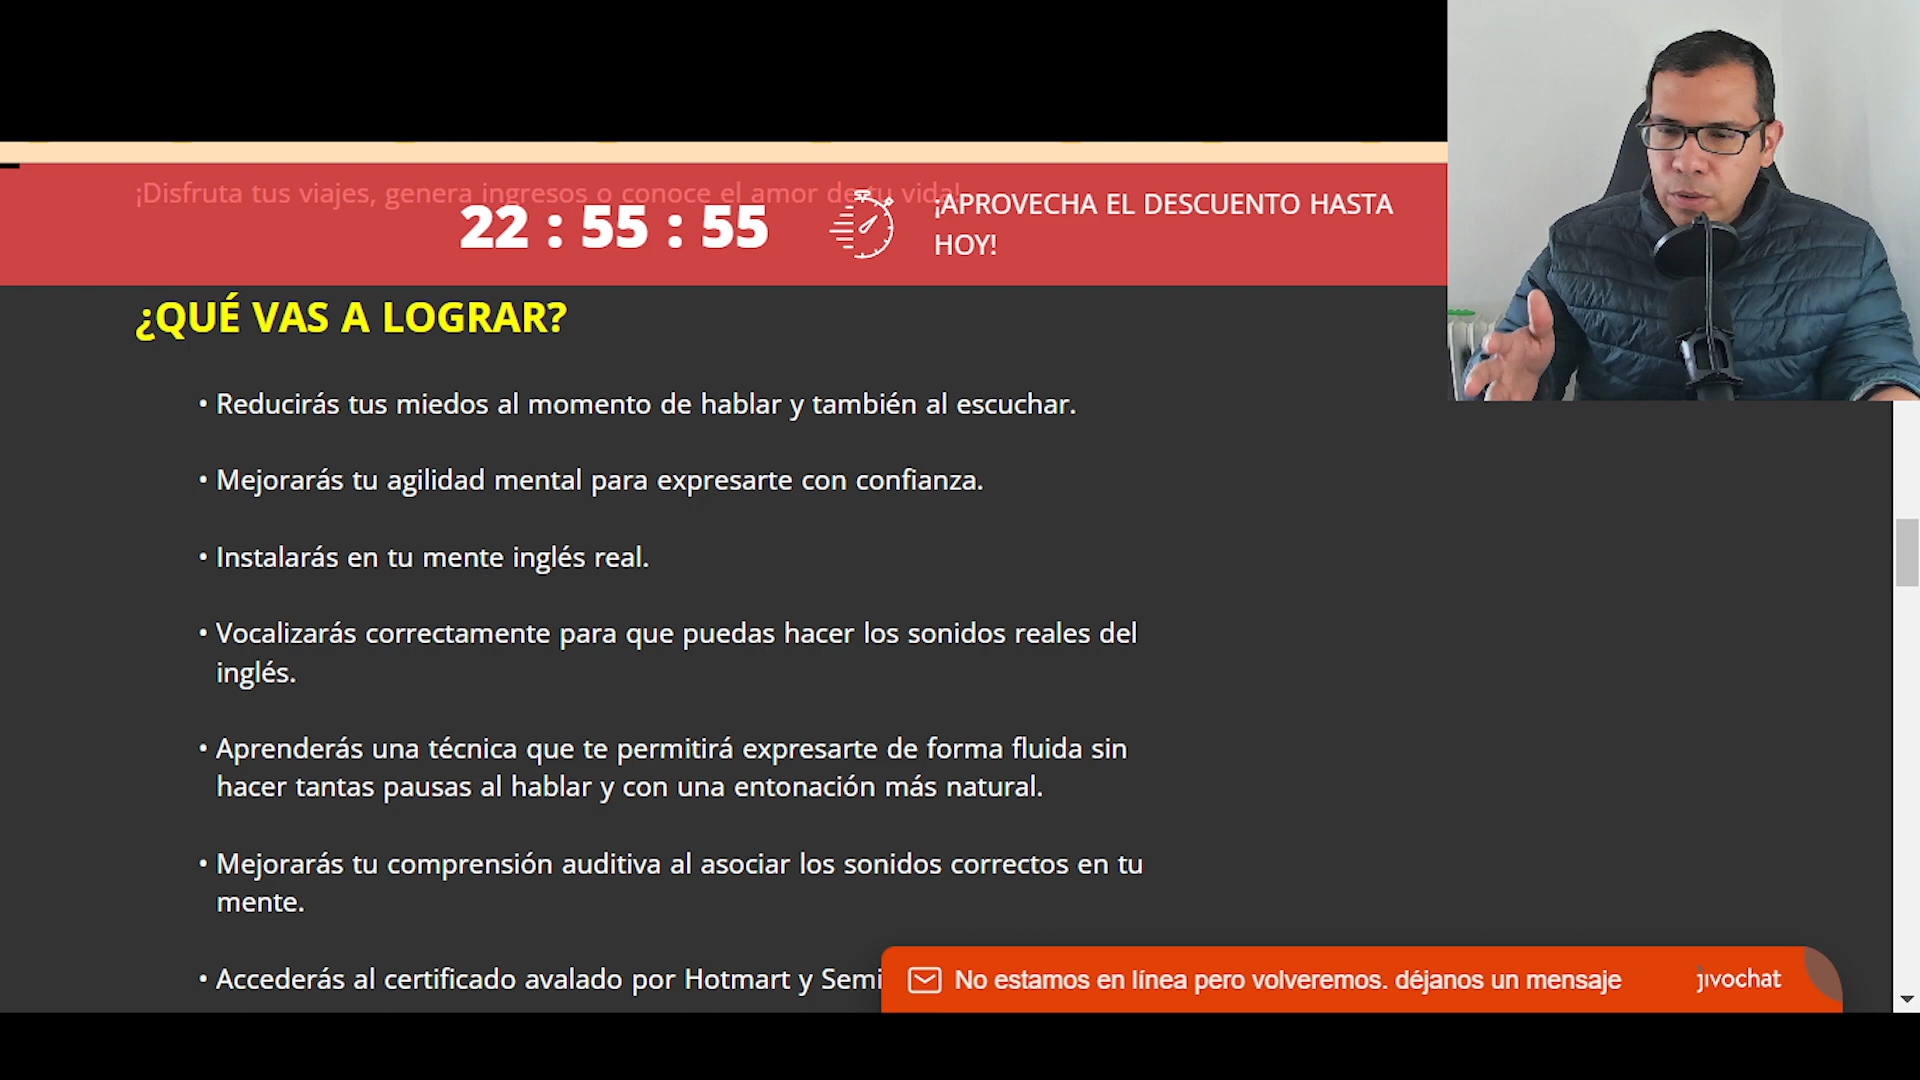 ¡Disfruta tus viajes, genera ingresos o conoce el amor de tu vida!
22 : 55 : 55
¡APROVECHA EL DESCUENTO HASTA
HOY!
¿QUÉ VAS A LOGRAR?
• Reducirás tus miedos al momento de hablar y también al escuchar.
• Mejorarás tu agilidad mental para expresarte con confianza.
• Instalarás en tu mente inglés real.
• Vocalizarás correctamente para que puedas hacer los sonidos reales del
inglés.
• Aprenderás una técnica que te permitirá expresarte de forma fluida sin
hacer tantas pausas al hablar y con una entonación más natural.
• Mejorarás tu comprensión auditiva al asociar los sonidos correctos en tu
mente.
• Accederás al certificado avalado por Hotmart y Semi
No estamos en línea pero volveremos. déjanos un mensaje
jivochat